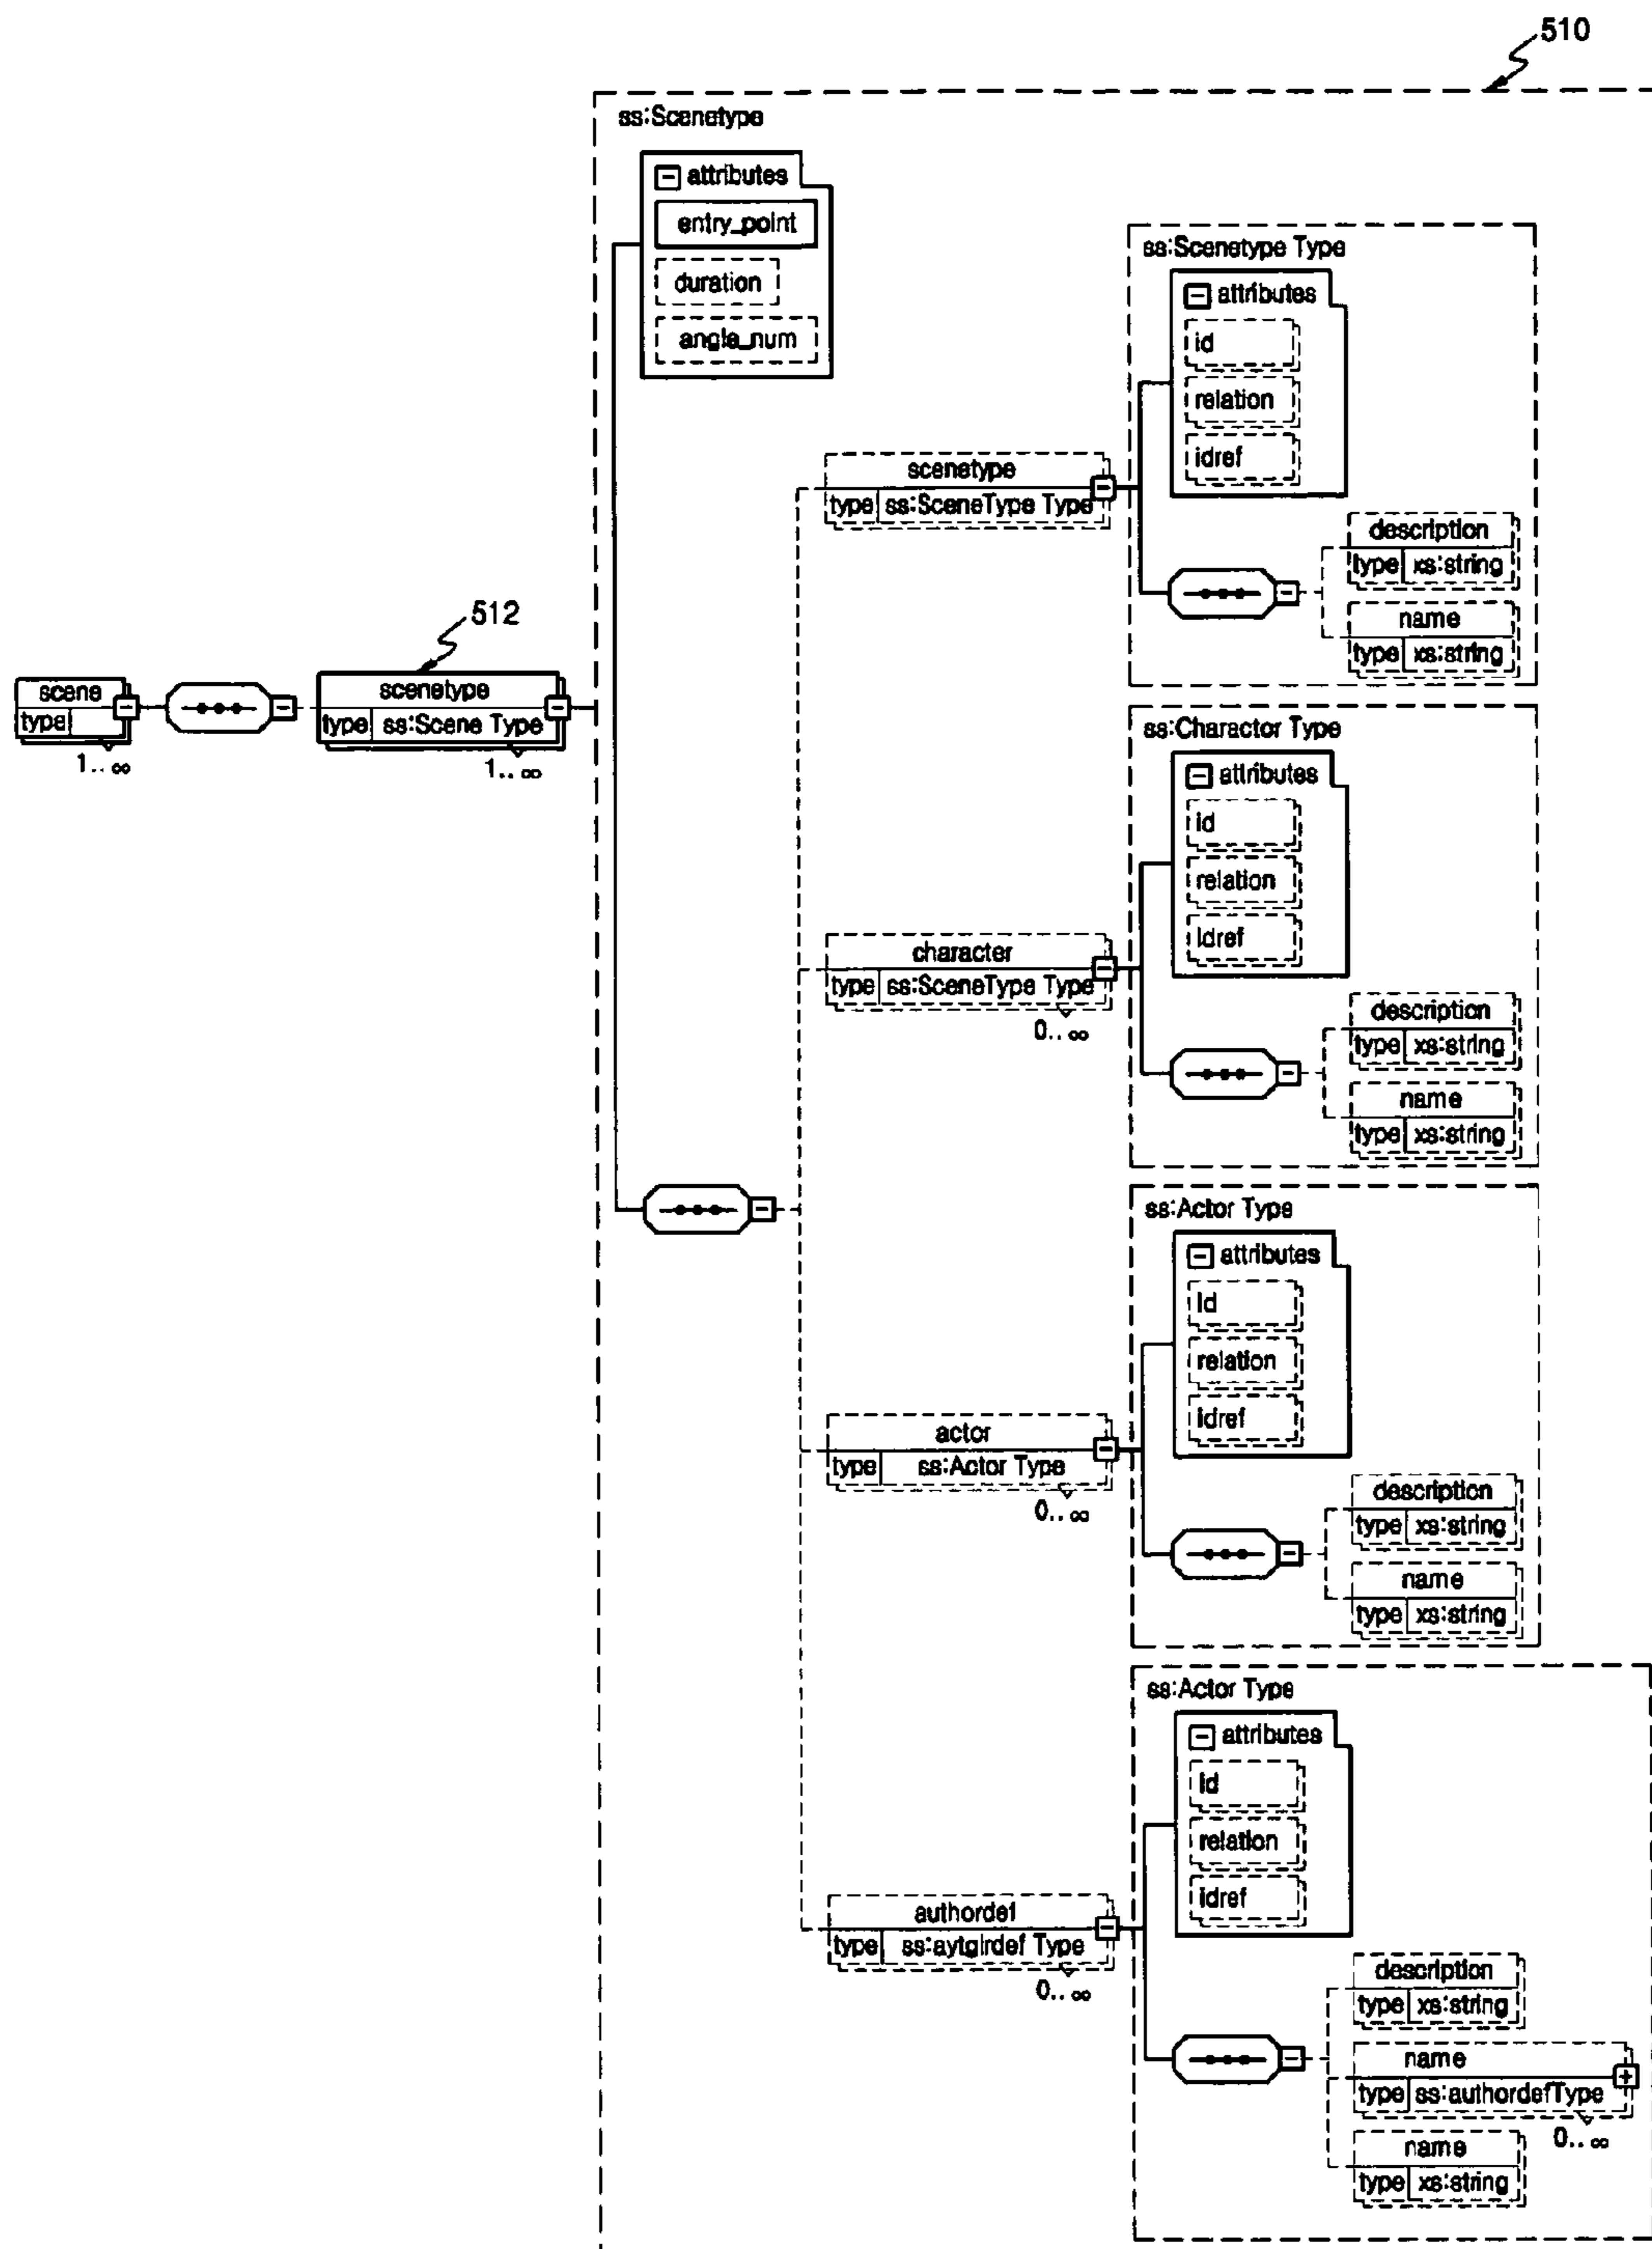 510
ss:Scenetype
attributes
entry_point
duration
angle_num
ss:Scenetype Type
attributes
id
relation
idref
scenetype
type ss:SceneType Type
description
type xs:string
name
type xs:string
512
scene
type
1.. ∞
scenetype
type ss:Scene Type
1.. ∞
ss:Charactor Type
attributes
id
relation
idref
character
type ss:SceneType Type
0.. ∞
description
type xs:string
name
type xs:string
ss:Actor Type
attributes
id
relation
idref
actor
type ss:Actor Type
0.. ∞
description
type xs:string
name
type xs:string
ss:Actor Type
attributes
id
relation
idref
authordef
type ss:aytgirdef Type
0.. ∞
description
type xs:string
name
type ss:authordefType
0.. ∞
name
type xs:string